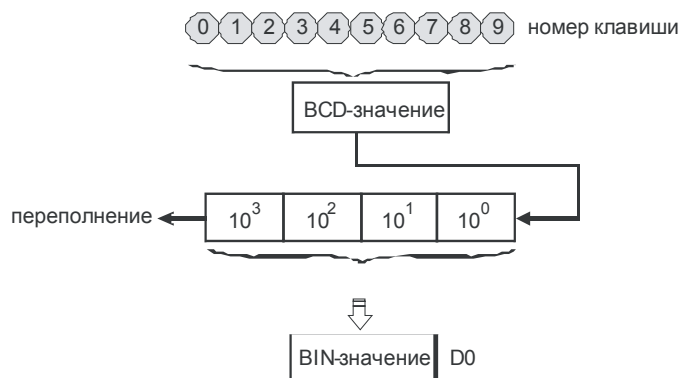 0 1 2 3 4 5 6 7 8 9 номер клавиши
BCD-значение
переполнение 10³ 10² 10¹ 10⁰
BIN-значение D0